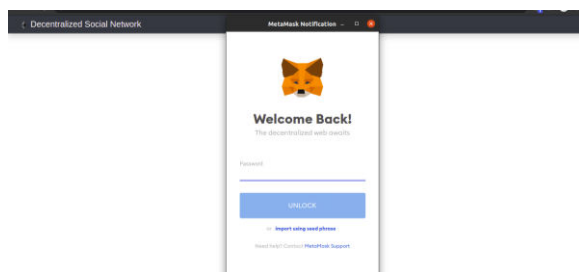 Decentralized Social Network
MetaMask Notification
Welcome Back!
The decentralized web awaits
Password
UNLOCK
or Import using seed phrase
Need help? Contact MetaMask Support